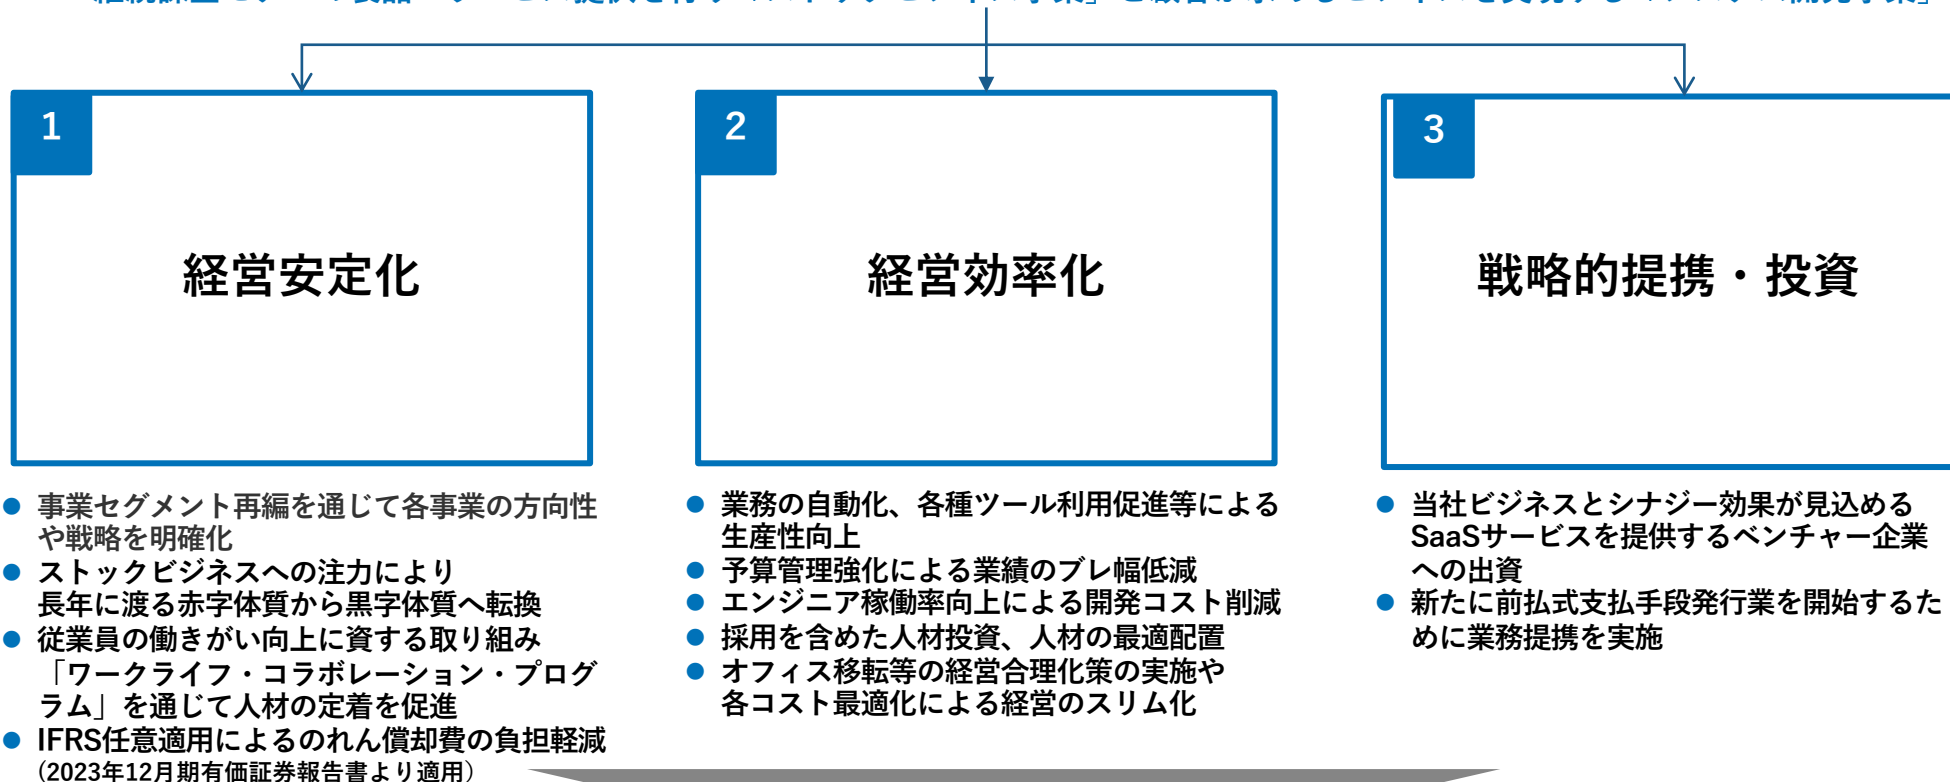 1
経営安定化
● 事業セグメント再編を通じて各事業の方向性
や戦略を明確化
● ストックビジネスへの注力により
長年に渡る赤字体質から黒字体質へ転換
● 従業員の働きがい向上に資する取り組み
「ワークライフ・コラボレーション・プログ
ラム」を通じて人材の定着を促進
● IFRS任意適用によるのれん償却費の負担軽減
(2023年12月期有価証券報告書より適用)
2
経営効率化
● 業務の自動化、各種ツール利用促進等による
生産性向上
● 予算管理強化による業績のブレ幅低減
● エンジニア稼働率向上による開発コスト削減
● 採用を含めた人材投資、人材の最適配置
● オフィス移転等の経営合理化策の実施や
各コスト最適化による経営のスリム化
3
戦略的提携・投資
● 当社ビジネスとシナジー効果が見込める
SaaSサービスを提供するベンチャー企業
への出資
● 新たに前払式支払手段発行業を開始するた
めに業務提携を実施